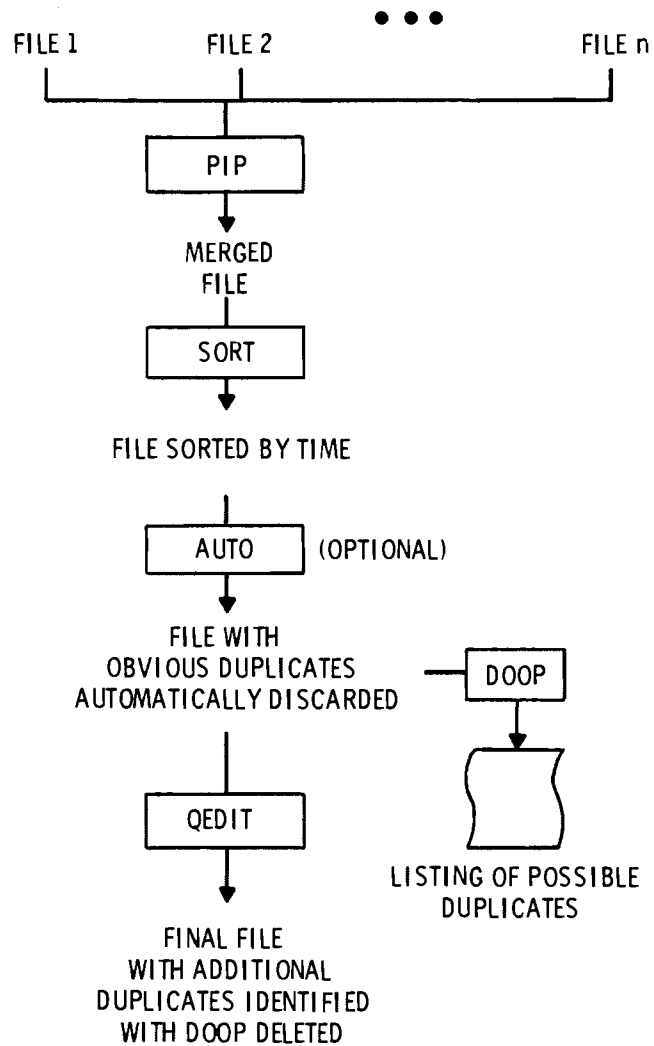 FILE 1 FILE 2 ••• FILE n
PIP
MERGED
FILE
SORT
FILE SORTED BY TIME
AUTO (OPTIONAL)
FILE WITH
OBVIOUS DUPLICATES
AUTOMATICALLY DISCARDED
DOOP
QEDIT
LISTING OF POSSIBLE
DUPLICATES
FINAL FILE
WITH ADDITIONAL
DUPLICATES IDENTIFIED
WITH DOOP DELETED